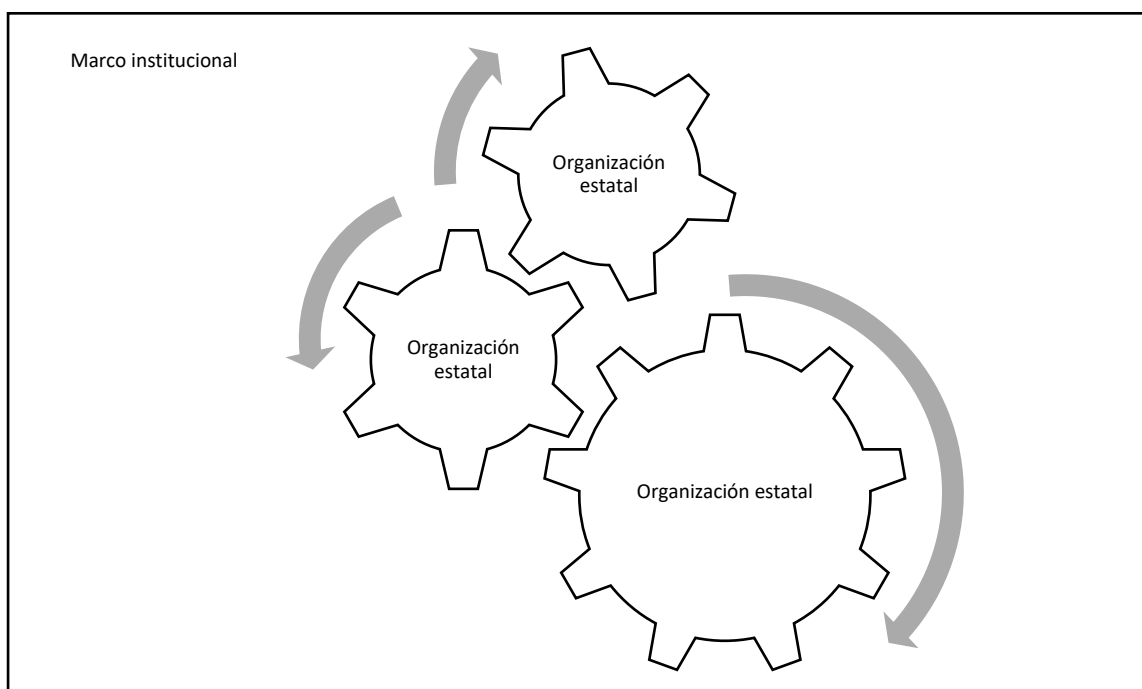 Marco institucional
Organización
estatal
Organización
estatal
Organización estatal